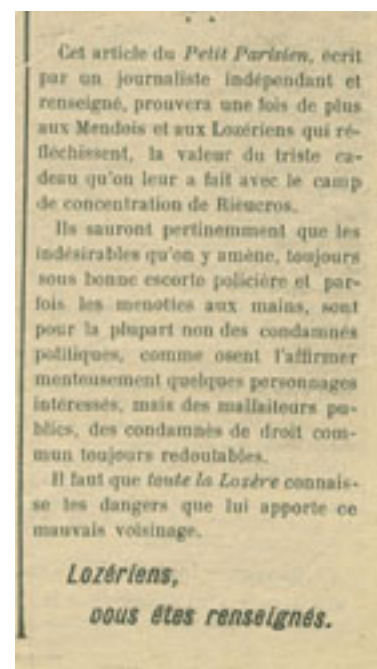 Cet article du Petit Parisien, écrit
par un journaliste indépendant et
renseigné, prouvera une fois de plus
aux Mendois et aux Lozériens qui ré-
fléchissent, la valeur du triste ca-
deau qu'on leur a fait avec le camp
de concentration de Rieucros.
Ils sauront pertinemment que les
indésirables qu'on y amène, toujours
sous bonne escorte policière et par-
fois les menottes aux mains, sont
pour la plupart non des condamnés
politiques, comme osent l'affirmer
menteusement quelques personnages
intéressés, mais des malfaiteurs pu-
blics, des condamnés de droit com-
mun toujours redoutables.
Il faut que toute la Lozère connais-
se les dangers que lui apporte ce
mauvais voisinage.
Lozériens,
vous êtes renseignés.